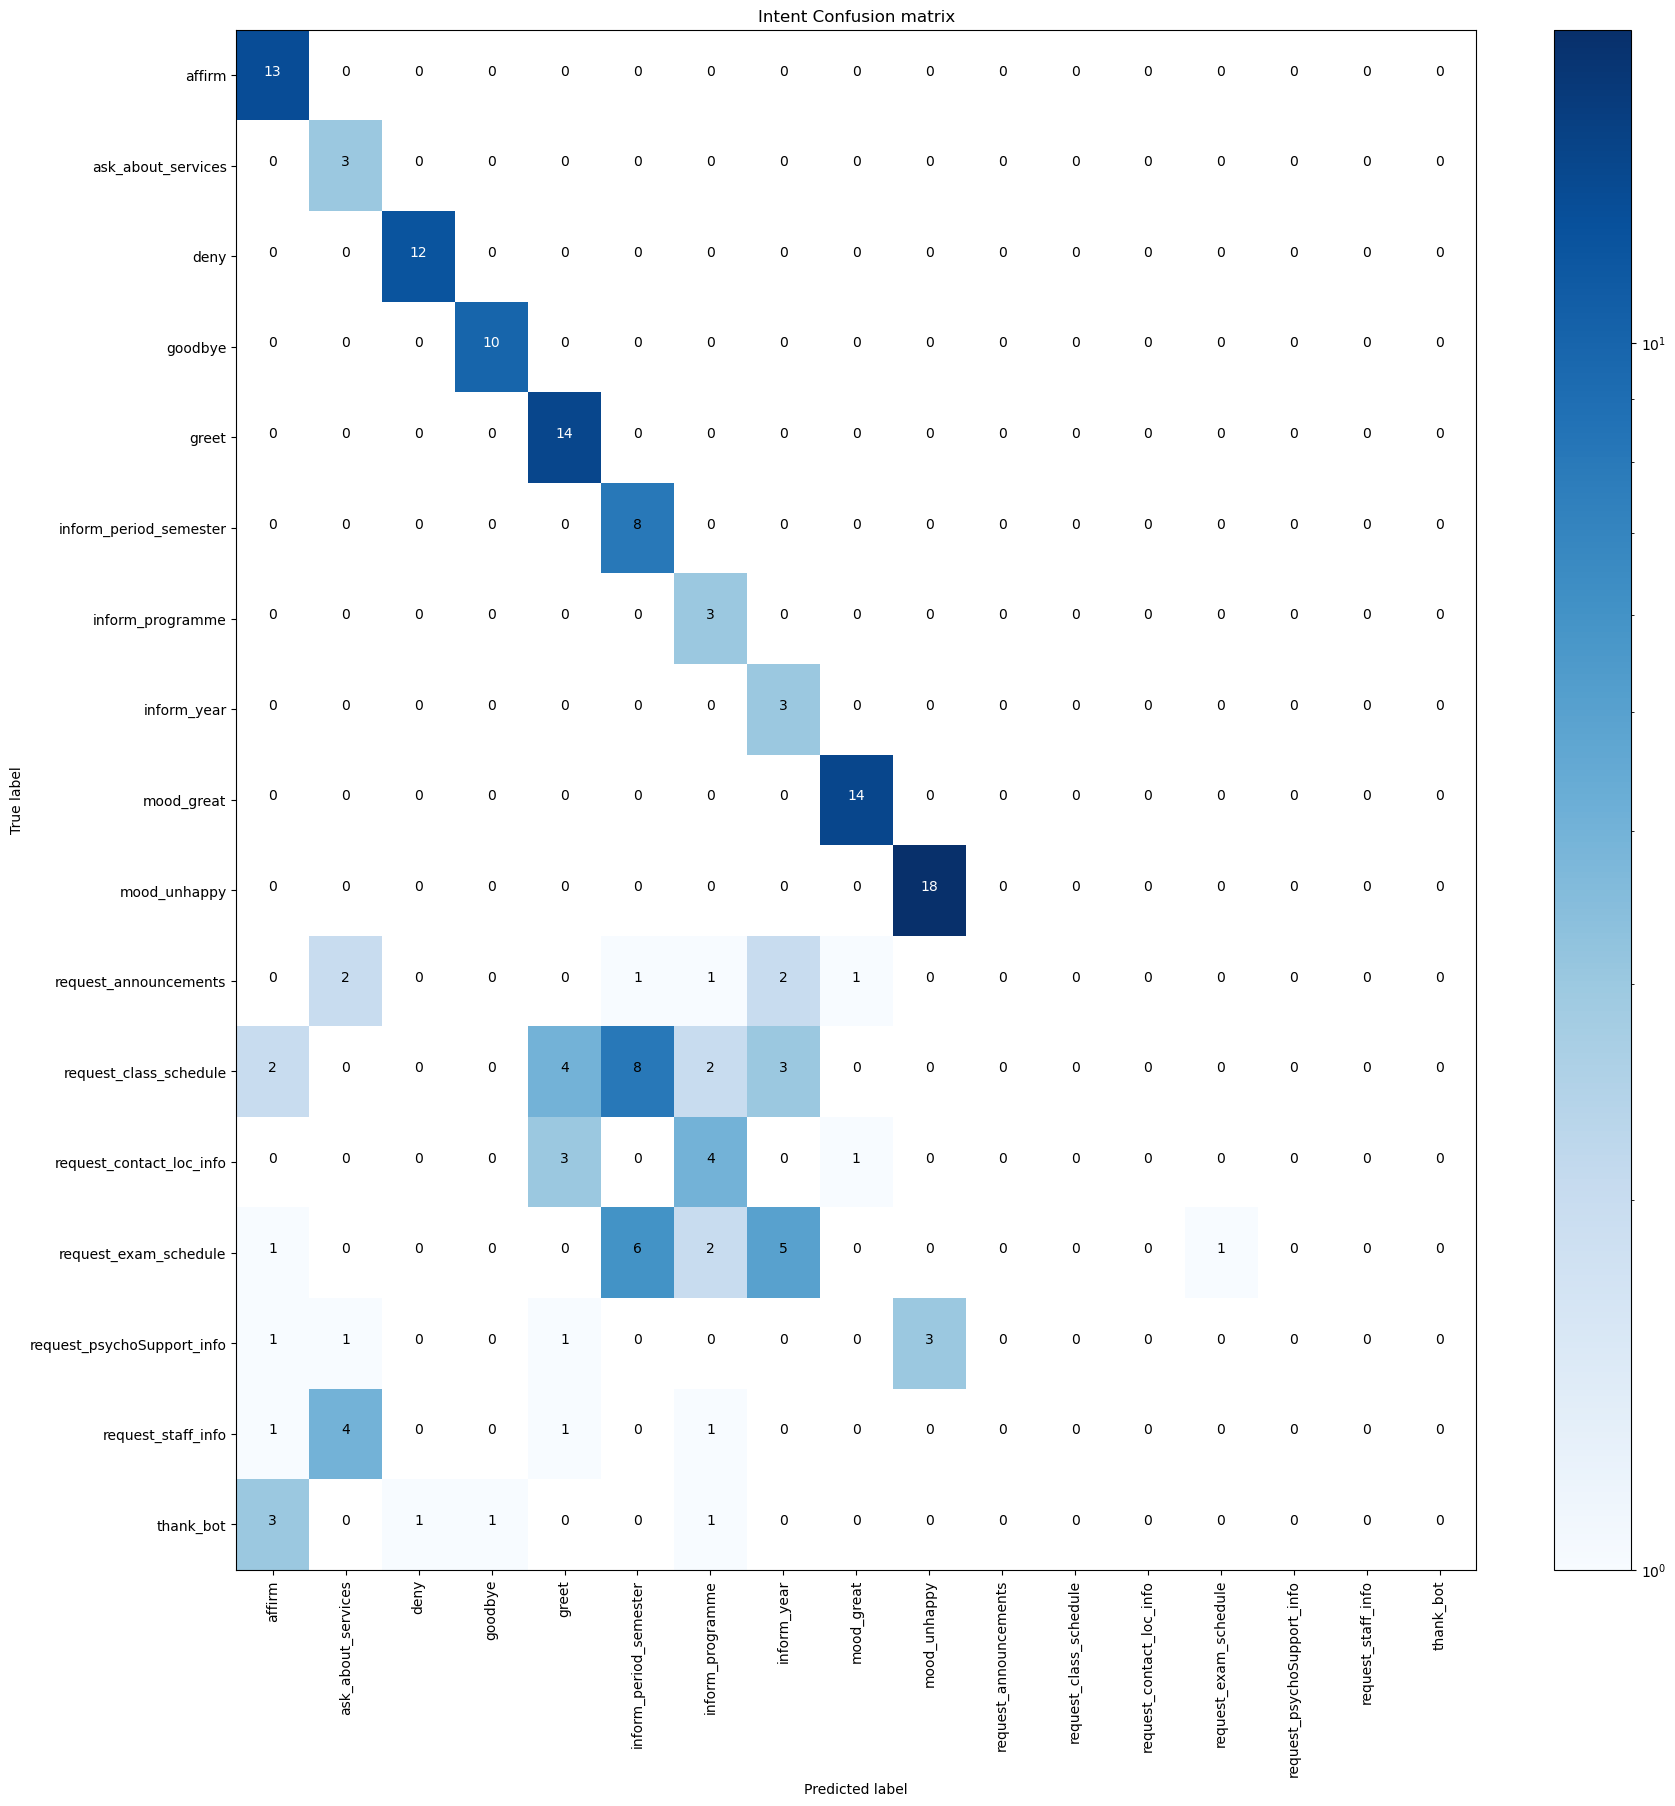 Intent Confusion matrix
affirm 13 0 0 0 0 0 0 0 0 0 0 0 0 0 0 0 0
ask_about_services 0 3 0 0 0 0 0 0 0 0 0 0 0 0 0 0 0
deny 0 0 12 0 0 0 0 0 0 0 0 0 0 0 0 0 0
goodbye 0 0 0 10 0 0 0 0 0 0 0 0 0 0 0 0 0
10¹
greet 0 0 0 0 14 0 0 0 0 0 0 0 0 0 0 0 0
inform_period_semester 0 0 0 0 0 8 0 0 0 0 0 0 0 0 0 0 0
inform_programme 0 0 0 0 0 0 3 0 0 0 0 0 0 0 0 0 0
inform_year 0 0 0 0 0 0 0 3 0 0 0 0 0 0 0 0 0
mood_great 0 0 0 0 0 0 0 0 14 0 0 0 0 0 0 0 0
True label
mood_unhappy 0 0 0 0 0 0 0 0 0 18 0 0 0 0 0 0 0
request_announcements 0 2 0 0 0 1 1 2 1 0 0 0 0 0 0 0 0
request_class_schedule 2 0 0 0 4 8 2 3 0 0 0 0 0 0 0 0 0
request_contact_loc_info 0 0 0 0 3 0 4 0 1 0 0 0 0 0 0 0 0
request_exam_schedule 1 0 0 0 0 6 2 5 0 0 0 0 0 1 0 0 0
request_psychoSupport_info 1 1 0 0 1 0 0 0 0 3 0 0 0 0 0 0 0
request_staff_info 1 4 0 0 1 0 1 0 0 0 0 0 0 0 0 0 0
thank_bot 3 0 1 1 0 0 1 0 0 0 0 0 0 0 0 0 0
10⁰
affirm
ask_about_services
deny
goodbye
greet
inform_period_semester
inform_programme
inform_year
mood_great
mood_unhappy
request_announcements
request_class_schedule
request_contact_loc_info
request_exam_schedule
request_psychoSupport_info
request_staff_info
thank_bot
Predicted label